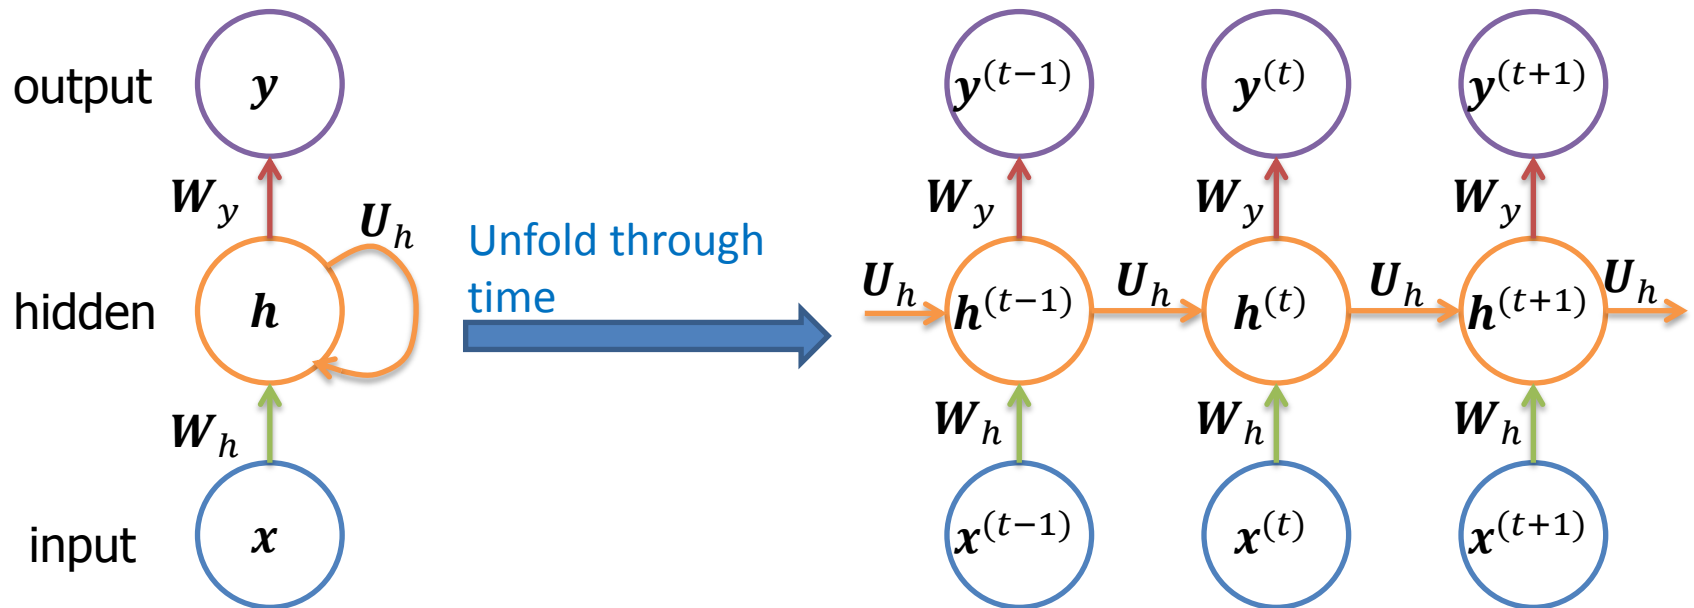 output y y^{(t−1)} y^{(t)} y^{(t+1)}
W_y W_y W_y W_y
U_h
Unfold through
time
hidden h U_h h^{(t−1)} U_h h^{(t)} U_h h^{(t+1)} U_h
W_h W_h W_h W_h
input x x^{(t−1)} x^{(t)} x^{(t+1)}